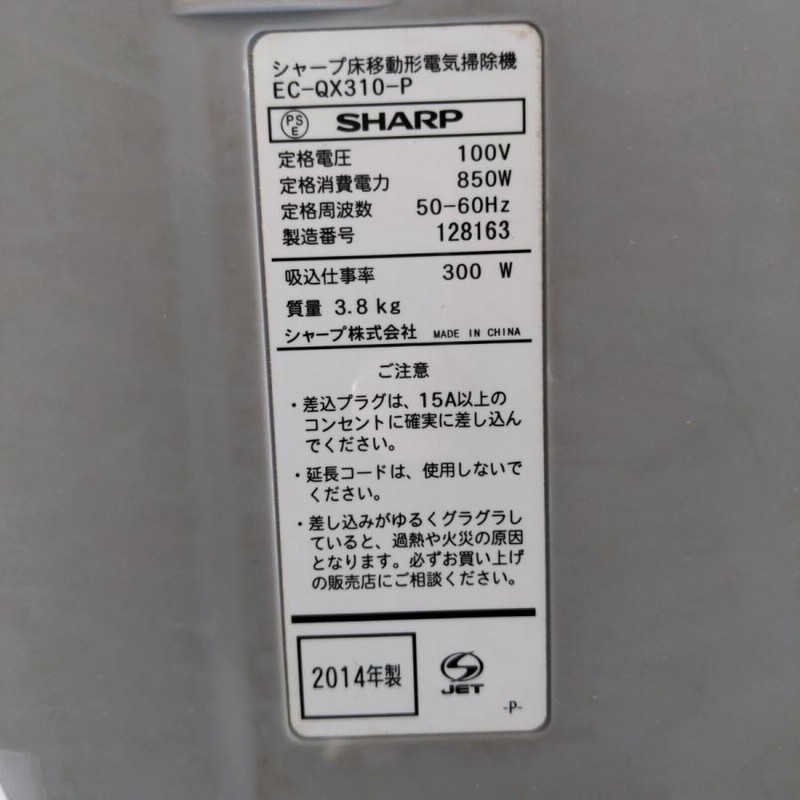 シャープ床移動形電気掃除機
EC-QX310-P
PSE SHARP
定格電圧 100V
定格消費電力 850W
定格周波数 50-60Hz
製造番号 128163
吸込仕事率 300 W
質量 3.8kg
シャープ株式会社 MADE IN CHINA
ご注意
・差込プラグは、15A以上の
コンセントに確実に差し込ん
でください。
・延長コードは、使用しないで
ください。
・差し込みがゆるくグラグラし
ていると、過熱や火災の原因
となります。必ずお買い上げ
の販売店にご相談ください。
2014年製
JET
-P-